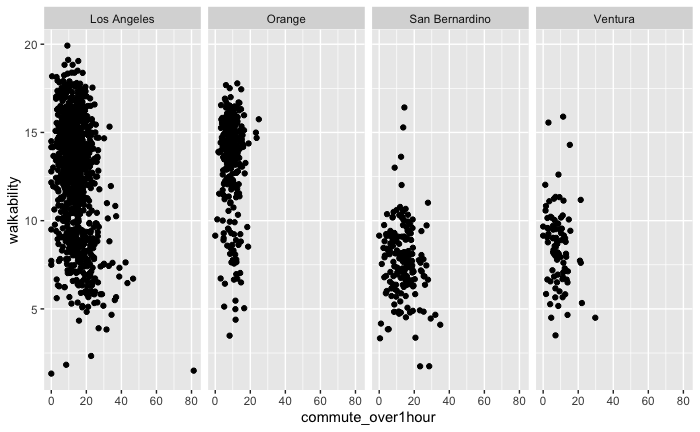 Los Angeles Orange San Bernardino Ventura
20
15
10
5
walkability
0 20 40 60 80 0 20 40 60 80 0 20 40 60 80 0 20 40 60 80
commute_over1hour